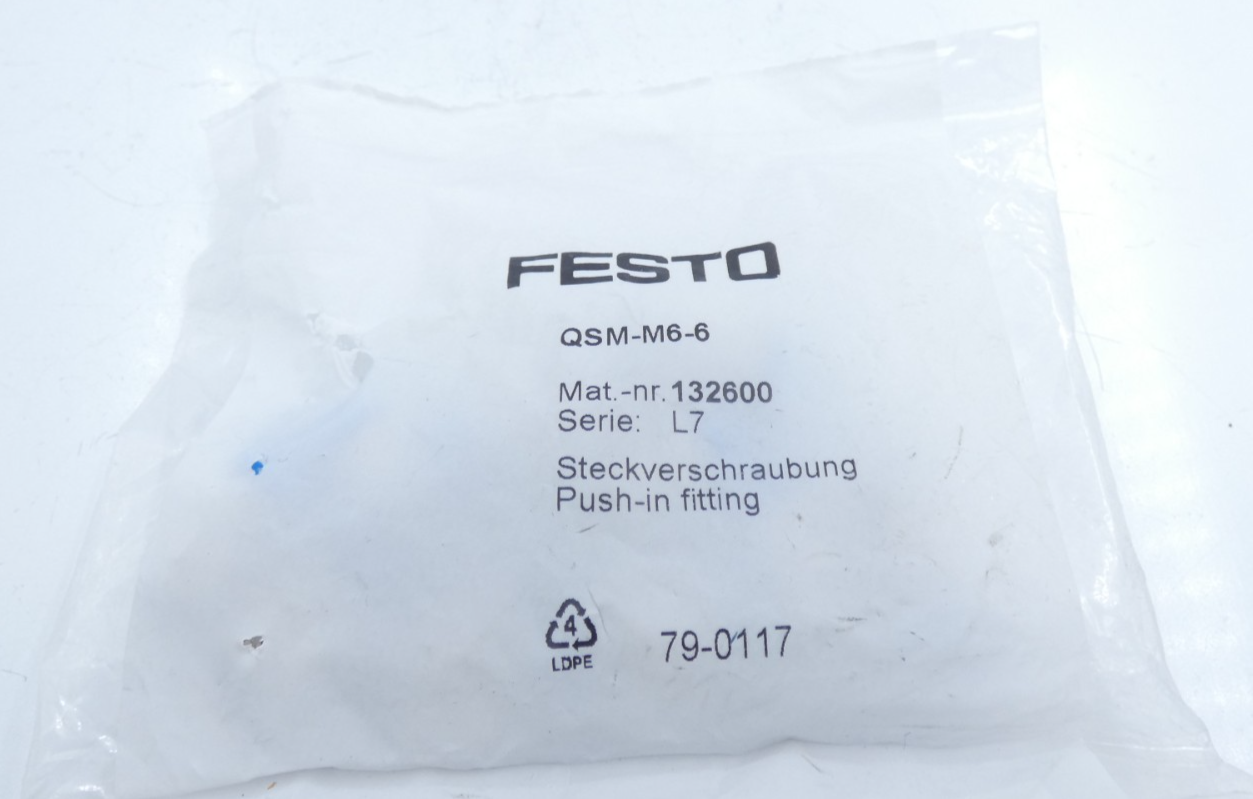 FESTO
QSM-M6-6
Mat.-nr. 132600
Serie: L7
Steckverschraubung
Push-in fitting
4
LDPE
79-0117